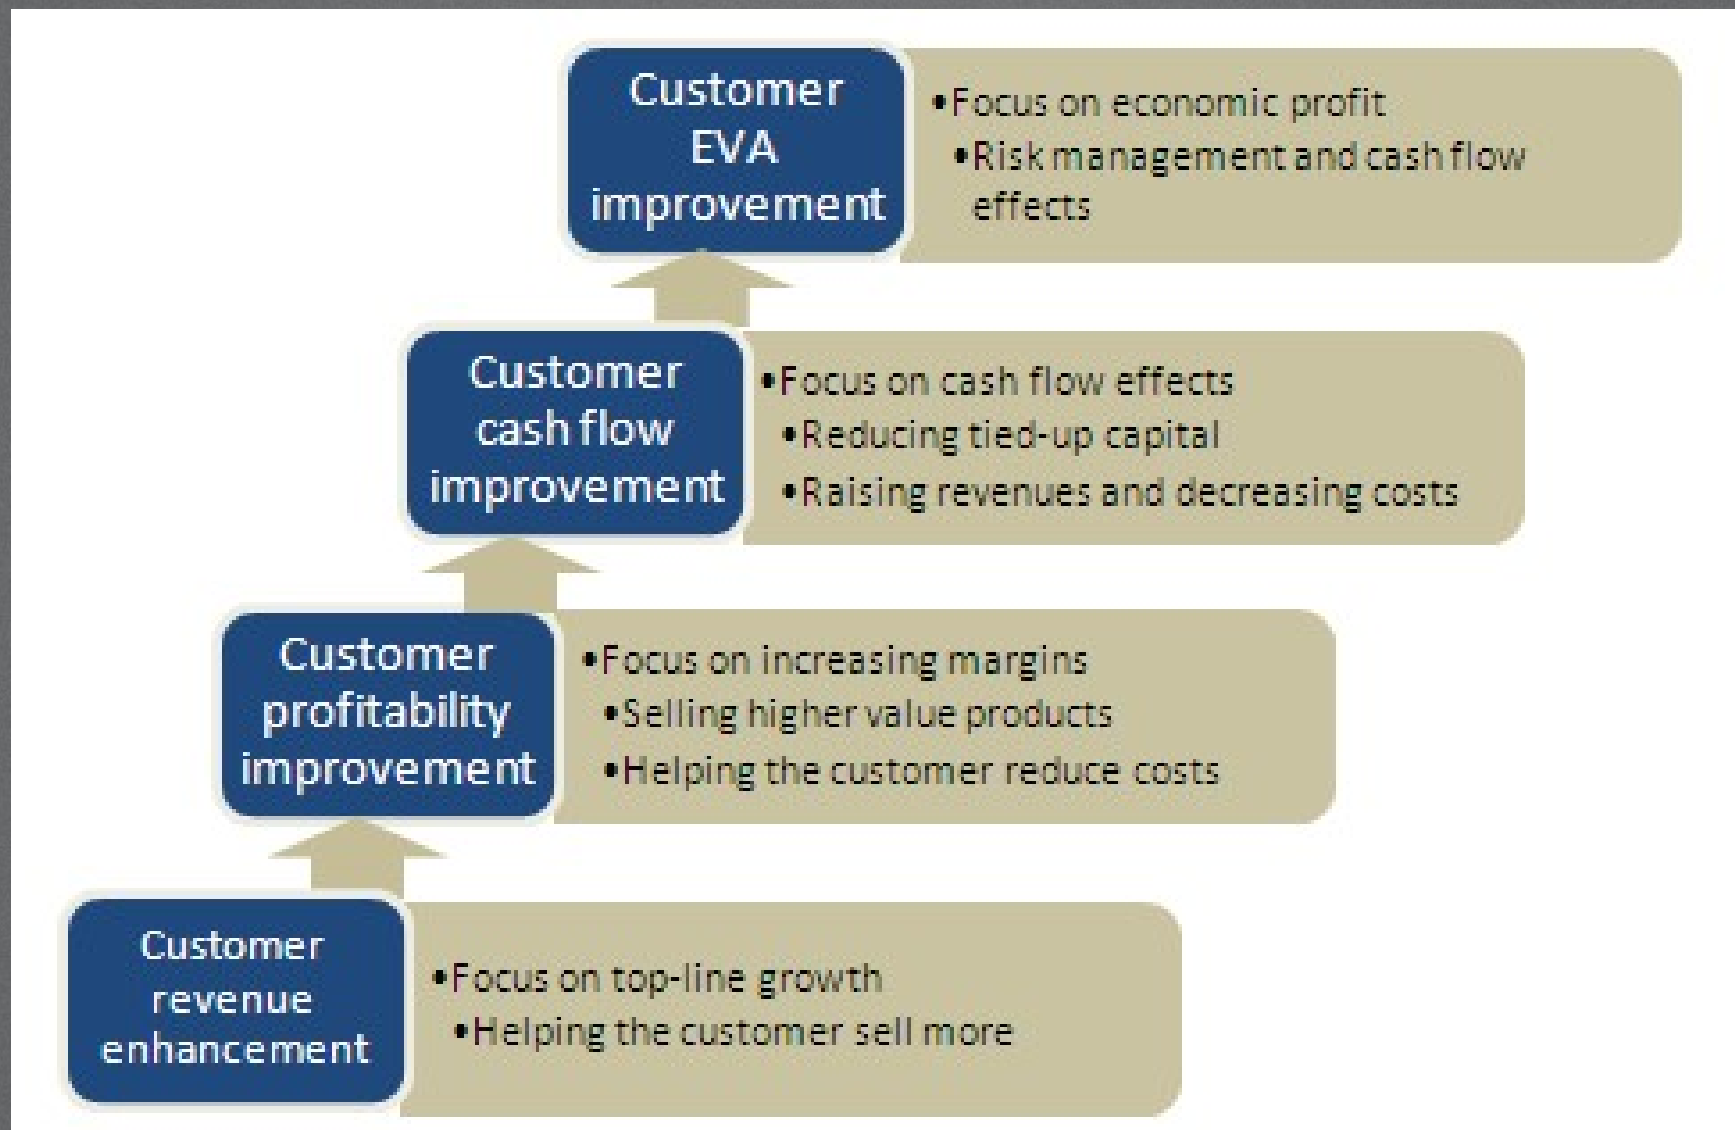 Customer
EVA
improvement
•Focus on economic profit
•Risk management and cash flow
effects
Customer
cash flow
improvement
•Focus on cash flow effects
•Reducing tied-up capital
•Raising revenues and decreasing costs
Customer
profitability
improvement
•Focus on increasing margins
•Selling higher value products
•Helping the customer reduce costs
Customer
revenue
enhancement
•Focus on top-line growth
•Helping the customer sell more